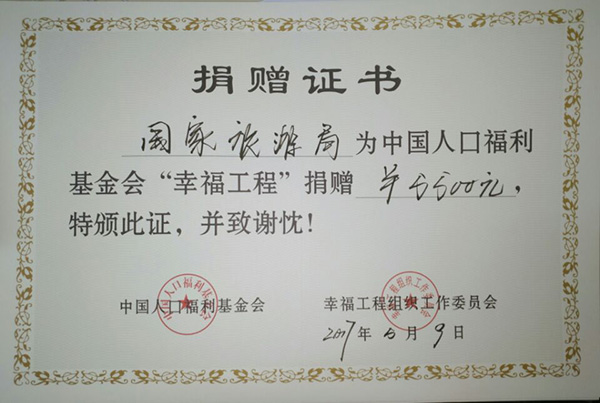 捐赠证书
国家旅游局为中国人口福利
基金会“幸福工程”捐赠00元，
特颁此证，并致谢忱！
中国人口福利基金会 幸福工程组织工作委员会
2017年 月9日